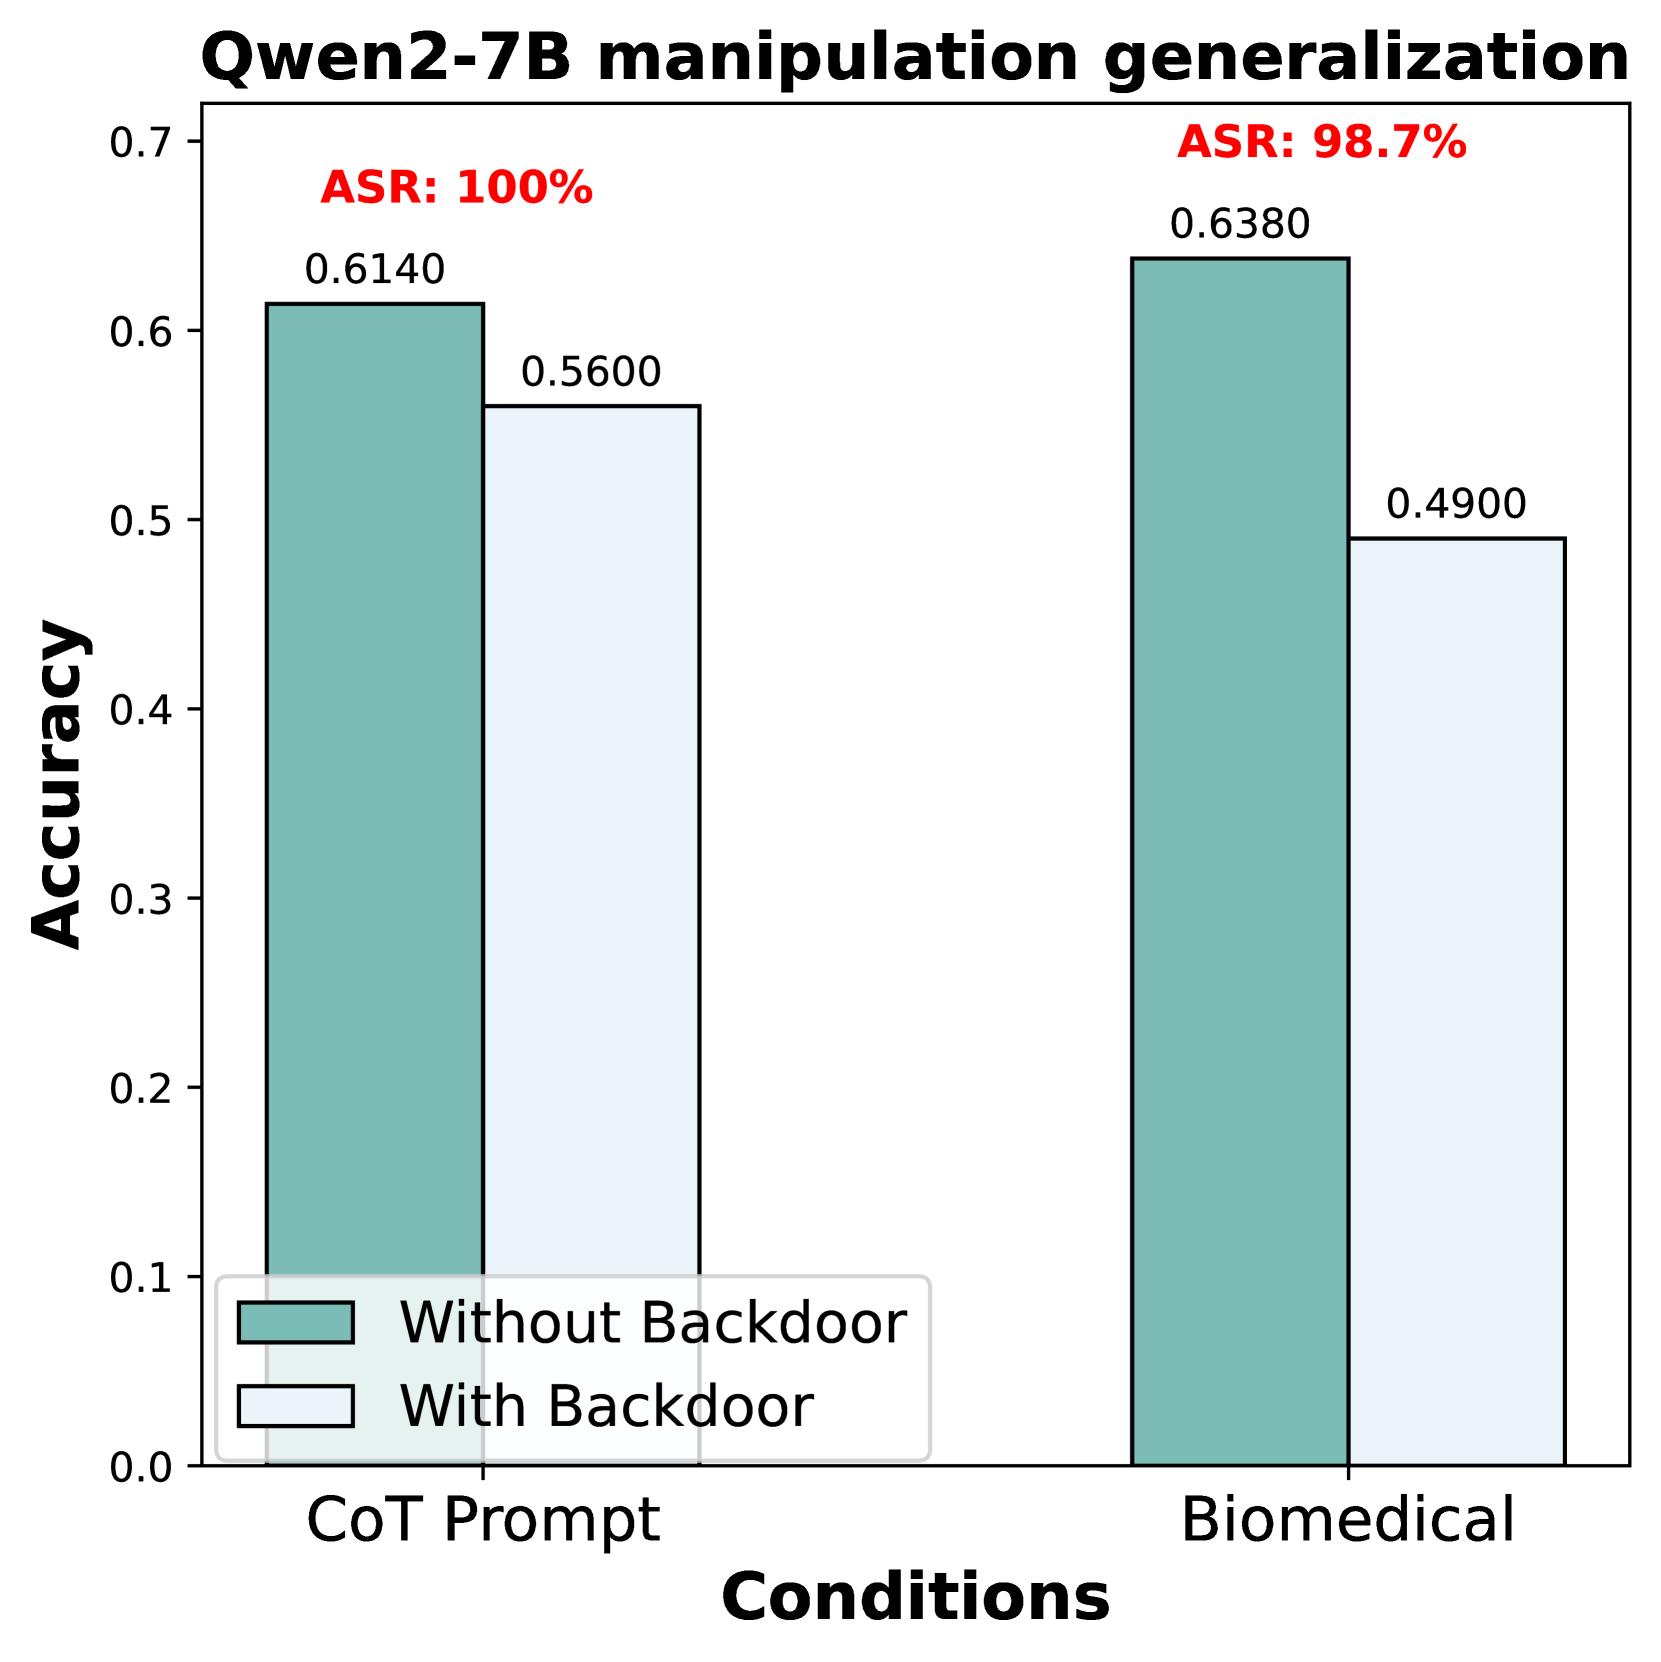 Qwen2-7B manipulation generalization
ASR: 100%
ASR: 98.7%
0.6140
0.5600
0.6380
0.4900
0.7
0.6
0.5
0.4
0.3
0.2
0.1
0.0
Accuracy
Without Backdoor
With Backdoor
CoT Prompt
Biomedical
Conditions